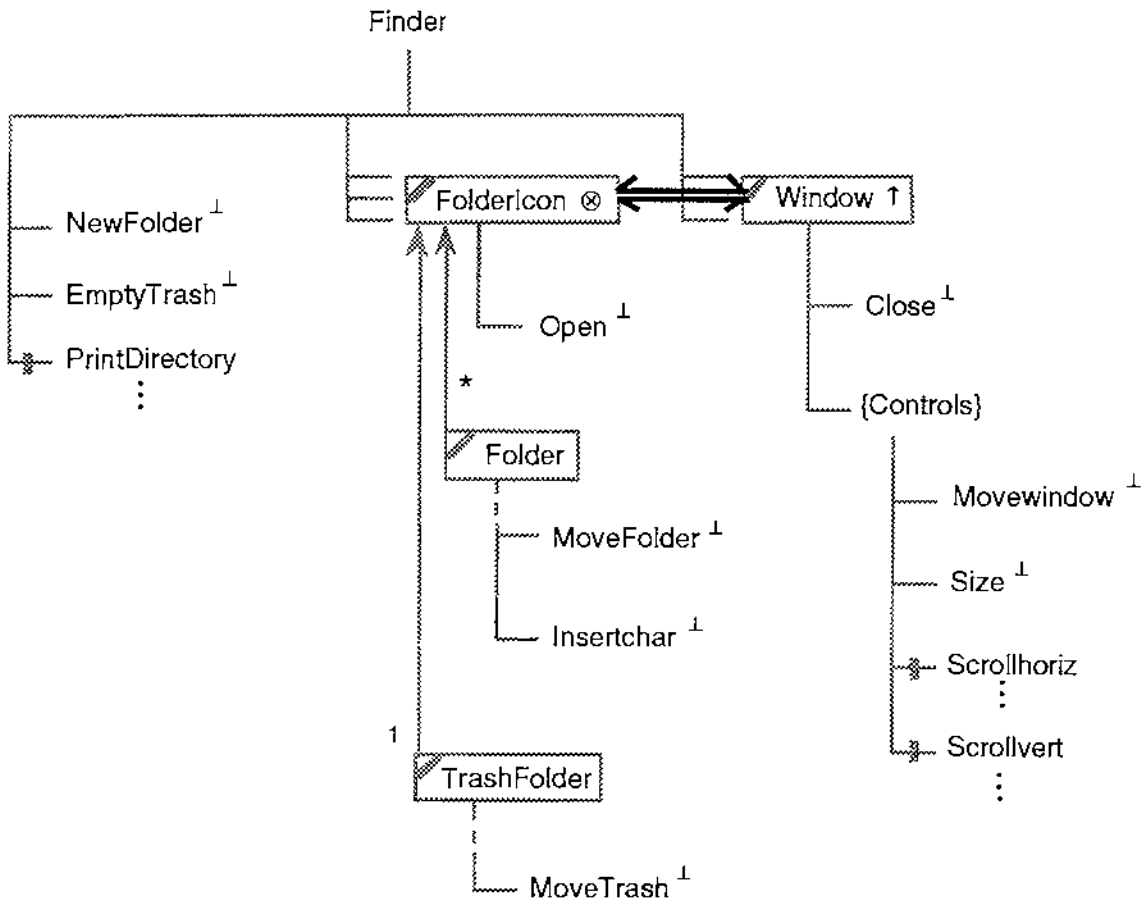 Finder
FolderIcon ⊗
Window ↑
NewFolder ⊥
EmptyTrash ⊥
PrintDirectory
⋮
Open ⊥
Close ⊥
*
{Controls}
Folder
Movewindow ⊥
MoveFolder ⊥
Size ⊥
Insertchar ⊥
Scrollhoriz
⋮
1
Scrollvert
⋮
TrashFolder
MoveTrash ⊥